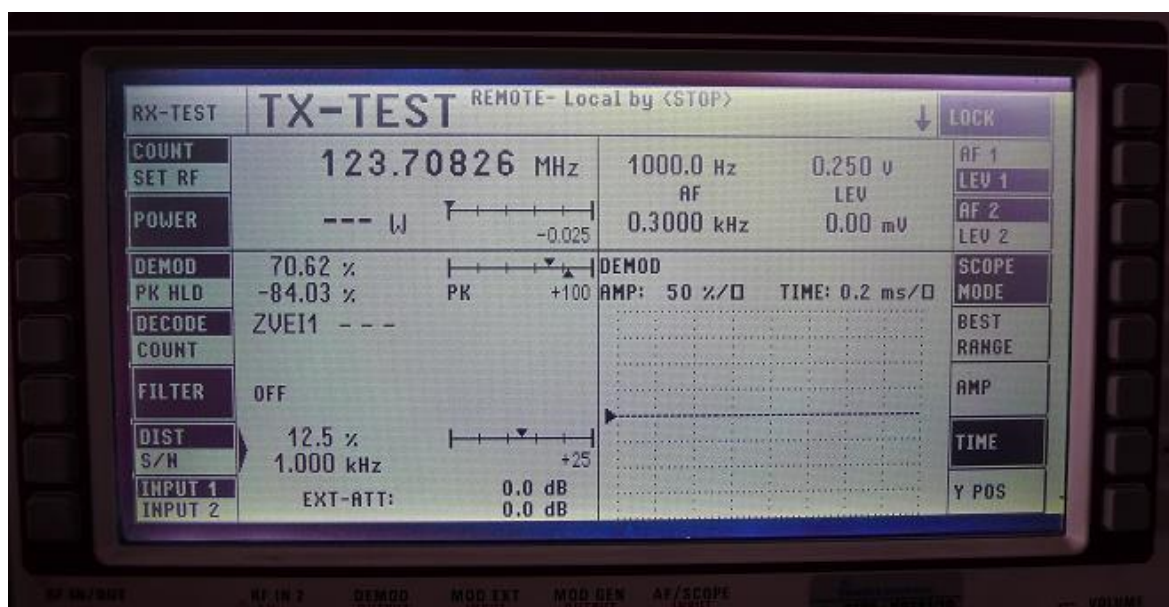 RX-TEST
TX-TEST
REMOTE- Local by <STOP>
LOCK
COUNT
SET RF
123.70826 MHz
1000.0 Hz
0.250 V
AF
LEV
AF 1
LEV 1
POWER
--- W
-0.025
0.3000 kHz
0.00 mV
AF 2
LEV 2
DEMOD
PK HLD
70.62 %
-84.03 %
PK
+100
DEMOD
AMP: 50 %/□
TIME: 0.2 ms/□
SCOPE
MODE
DECODE
COUNT
ZVEI1 - - -
BEST
RANGE
FILTER
OFF
AMP
DIST
S/N
12.5 %
1.000 kHz
+25
TIME
INPUT 1
INPUT 2
EXT-ATT:
0.0 dB
0.0 dB
Y POS
RF IN 2
DEMOD
MOD EXT
MOD GEN
AF/SCOPE
VOLUME